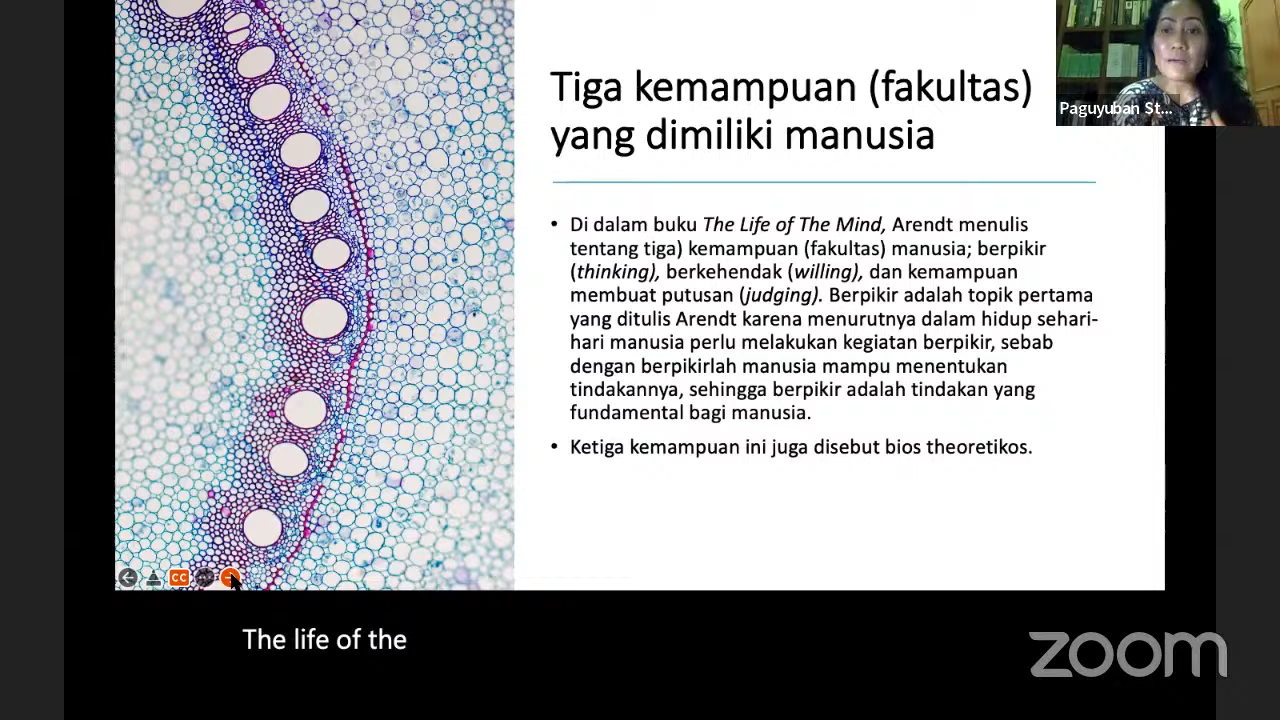 Tiga kemampuan (fakultas)
yang dimiliki manusia
Paguyuban St...
• Di dalam buku The Life of The Mind, Arendt menulis
tentang tiga) kemampuan (fakultas) manusia; berpikir
(thinking), berkehendak (willing), dan kemampuan
membuat putusan (judging). Berpikir adalah topik pertama
yang ditulis Arendt karena menurutnya dalam hidup sehari-
hari manusia perlu melakukan kegiatan berpikir, sebab
dengan berpikirlah manusia mampu menentukan
tindakannya, sehingga berpikir adalah tindakan yang
fundamental bagi manusia.
• Ketiga kemampuan ini juga disebut bios theoretikos.
CC
The life of the
zoom